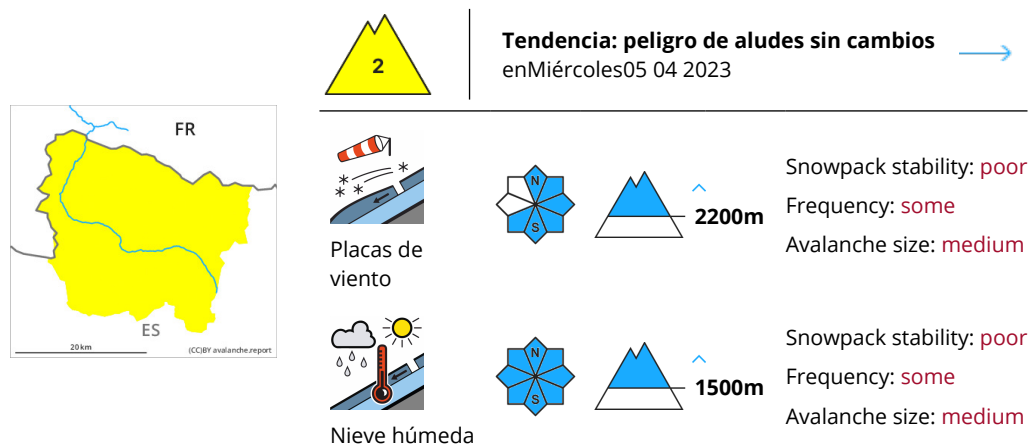 2
Tendencia: peligro de aludes sin cambios
enMiércoles05 04 2023
FR
ES
20 km
(CC)BY avalanche.report
N
S
2200m
Placas de
viento
Snowpack stability: poor
Frequency: some
Avalanche size: medium
N
S
1500m
Nieve húmeda
Snowpack stability: poor
Frequency: some
Avalanche size: medium